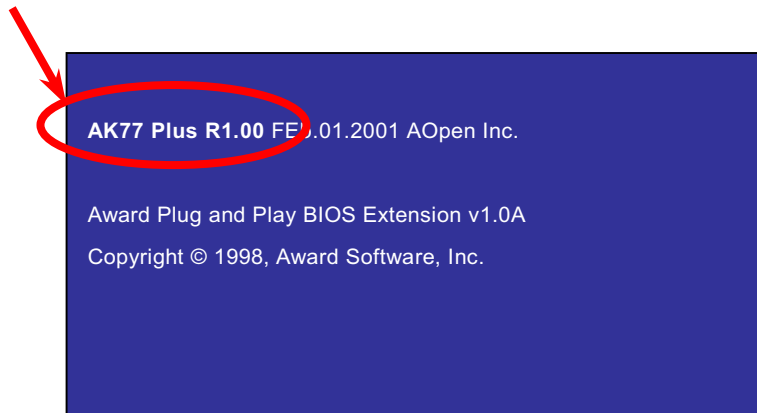 AK77 Plus R1.00 FEB.01.2001 AOpen Inc.
Award Plug and Play BIOS Extension v1.0A
Copyright © 1998, Award Software, Inc.